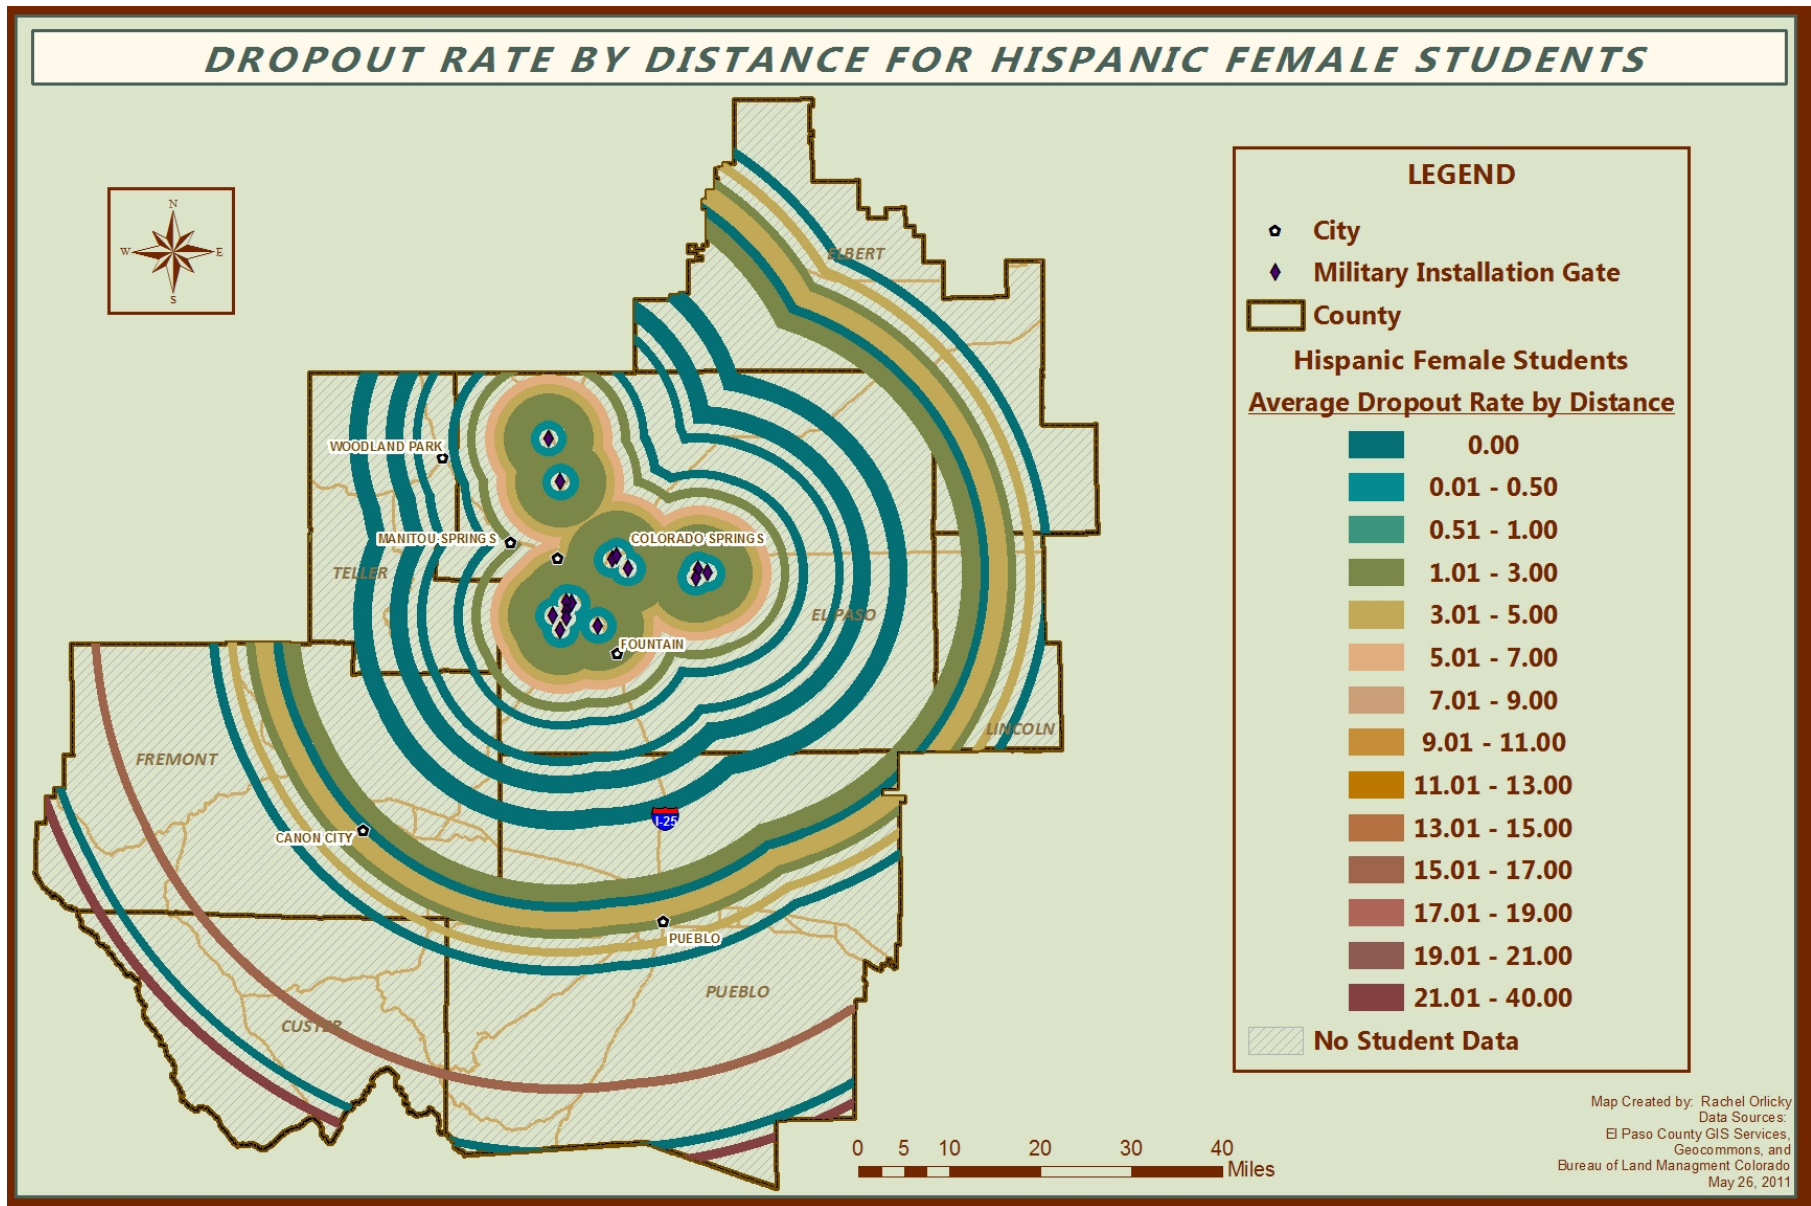 DROPOUT RATE BY DISTANCE FOR HISPANIC FEMALE STUDENTS
N
W E
S
ELBERT
WOODLAND PARK
MANITOU SPRINGS
COLORADO SPRINGS
TELLER
EL PASO
FOUNTAIN
LINCOLN
FREMONT
I-25
CANON CITY
PUEBLO
PUEBLO
CUSTER
LEGEND
City
Military Installation Gate
County
Hispanic Female Students
Average Dropout Rate by Distance
0.00
0.01 - 0.50
0.51 - 1.00
1.01 - 3.00
3.01 - 5.00
5.01 - 7.00
7.01 - 9.00
9.01 - 11.00
11.01 - 13.00
13.01 - 15.00
15.01 - 17.00
17.01 - 19.00
19.01 - 21.00
21.01 - 40.00
No Student Data
0 5 10 20 30 40
Miles
Map Created by: Rachel Orlicky
Data Sources:
El Paso County GIS Services,
Geocommons, and
Bureau of Land Managment Colorado
May 26, 2011